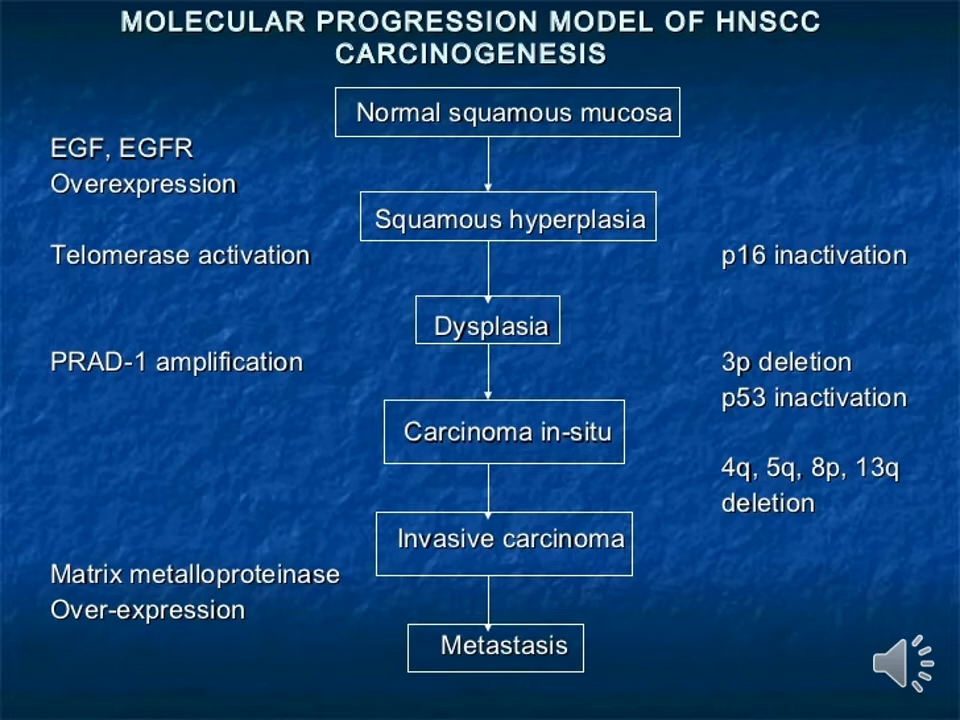 MOLECULAR PROGRESSION MODEL OF HNSCC
CARCINOGENESIS
Normal squamous mucosa
EGF, EGFR
Overexpression
Squamous hyperplasia
Telomerase activation
p16 inactivation
Dysplasia
PRAD-1 amplification
3p deletion
p53 inactivation
Carcinoma in-situ
4q, 5q, 8p, 13q
deletion
Invasive carcinoma
Matrix metalloproteinase
Over-expression
Metastasis